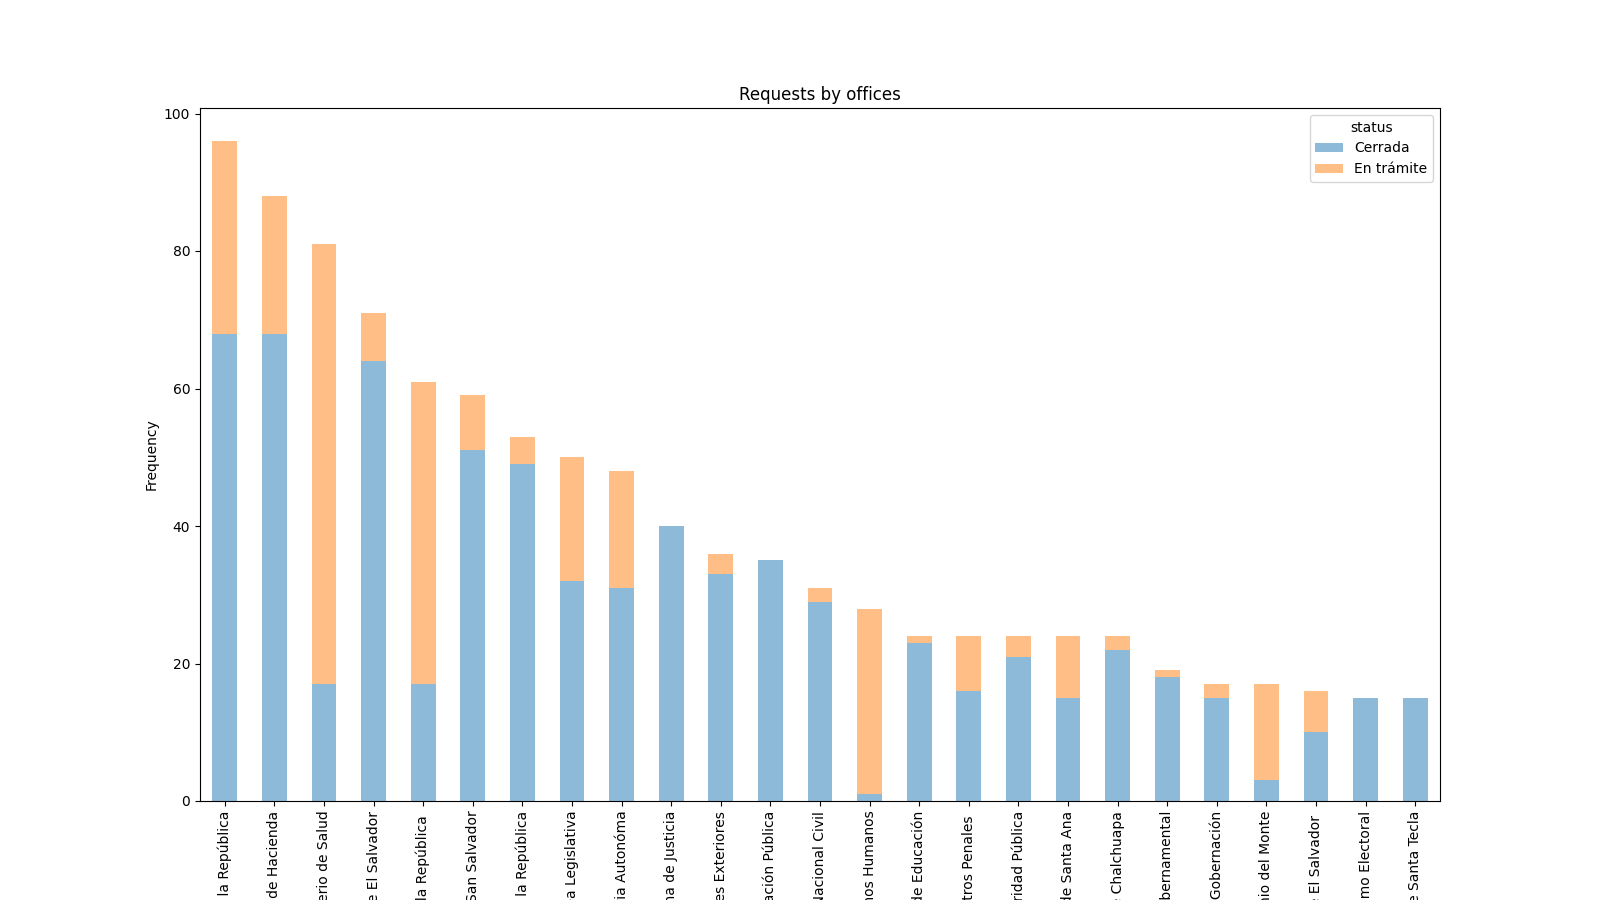 Requests by offices
100
80
60
40
20
0
Frequency
status
Cerrada
En trámite
la República
de Hacienda
erio de Salud
e El Salvador
la República
San Salvador
la República
a Legislativa
ia Autonóma
na de Justicia
es Exteriores
ación Pública
Nacional Civil
nos Humanos
de Educación
tros Penales
ridad Pública
de Santa Ana
e Chalchuapa
bernamental
Gobernación
nio del Monte
e El Salvador
mo Electoral
e Santa Tecla